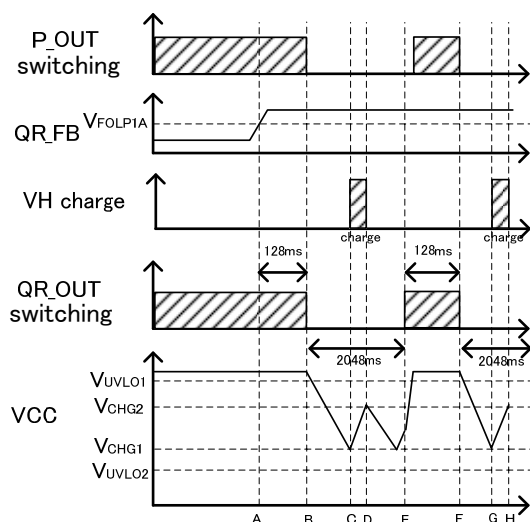 P_OUT
switching
VFOLP1A
QR_FB
VH charge
charge
charge
128ms
128ms
QR_OUT
switching
2048ms
2048ms
VUVLO1
VCHG2
VCC
VCHG1
VUVLO2
A B C D E F G H